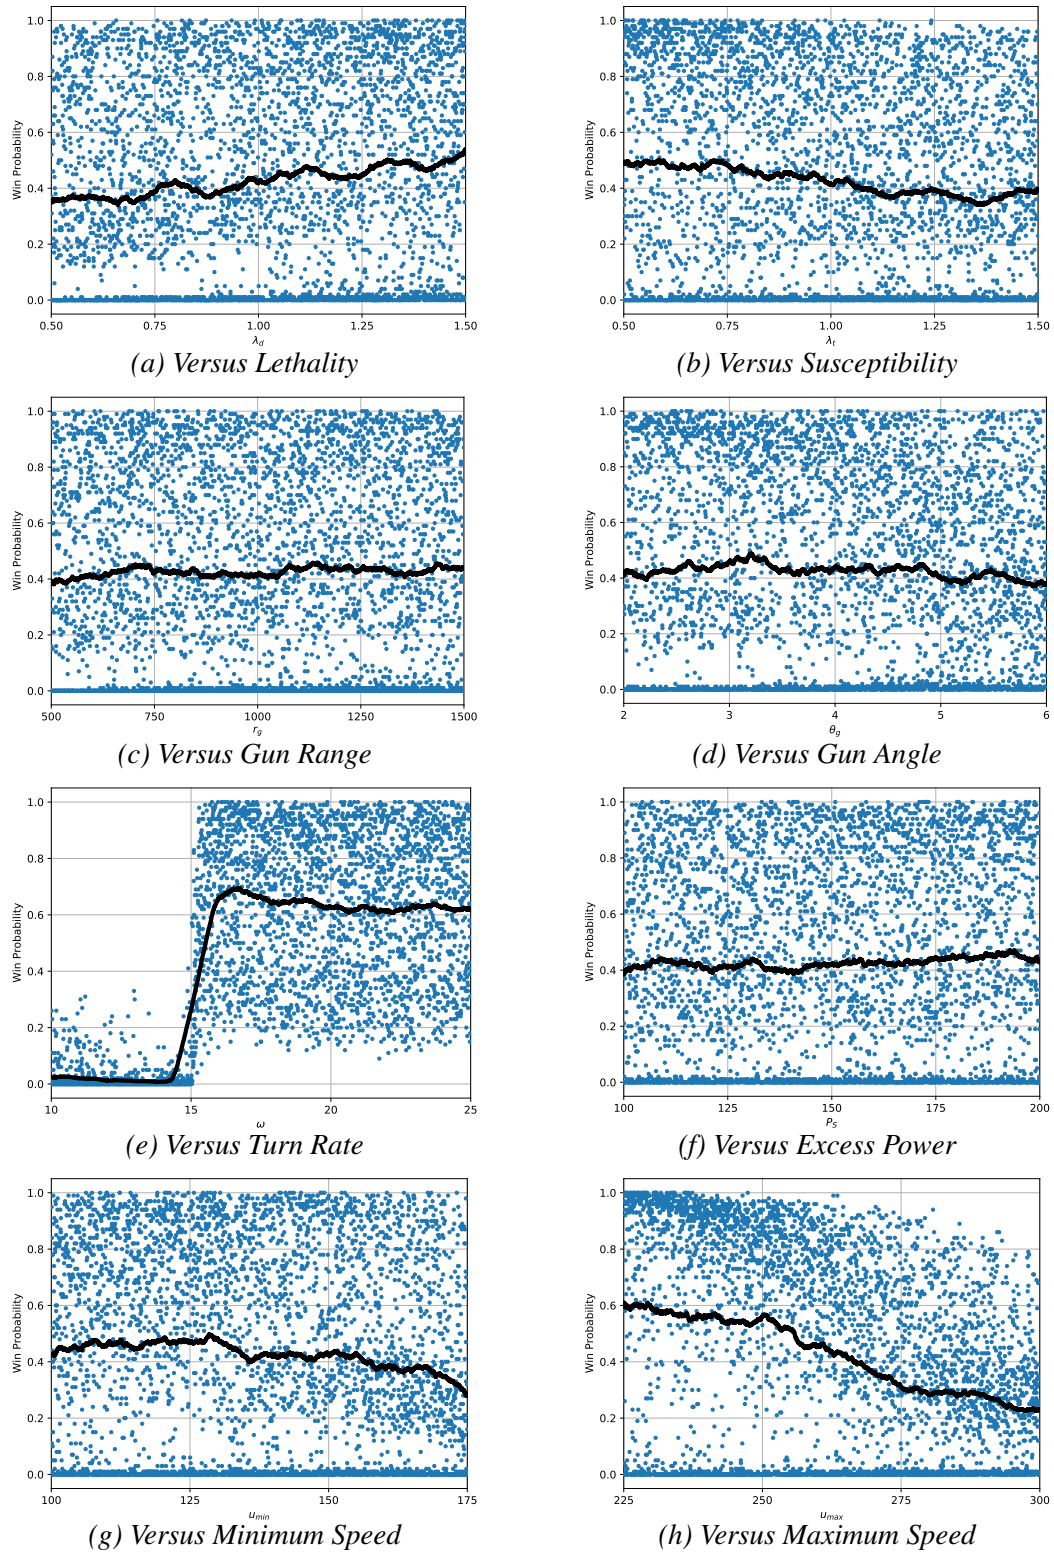 1.0
0.8
0.6
0.4
0.2
0.0
Win Probability
0.50 0.75 1.00 1.25 1.50
λd
(a) Versus Lethality
1.0
0.8
0.6
0.4
0.2
0.0
Win Probability
0.50 0.75 1.00 1.25 1.50
λt
(b) Versus Susceptibility
1.0
0.8
0.6
0.4
0.2
0.0
Win Probability
500 750 1000 1250 1500
rg
(c) Versus Gun Range
1.0
0.8
0.6
0.4
0.2
0.0
Win Probability
2 3 4 5 6
θg
(d) Versus Gun Angle
1.0
0.8
0.6
0.4
0.2
0.0
Win Probability
10 15 20 25
ω
(e) Versus Turn Rate
1.0
0.8
0.6
0.4
0.2
0.0
Win Probability
100 125 150 175 200
PS
(f) Versus Excess Power
1.0
0.8
0.6
0.4
0.2
0.0
Win Probability
100 125 150 175
umin
(g) Versus Minimum Speed
1.0
0.8
0.6
0.4
0.2
0.0
Win Probability
225 250 275 300
umax
(h) Versus Maximum Speed